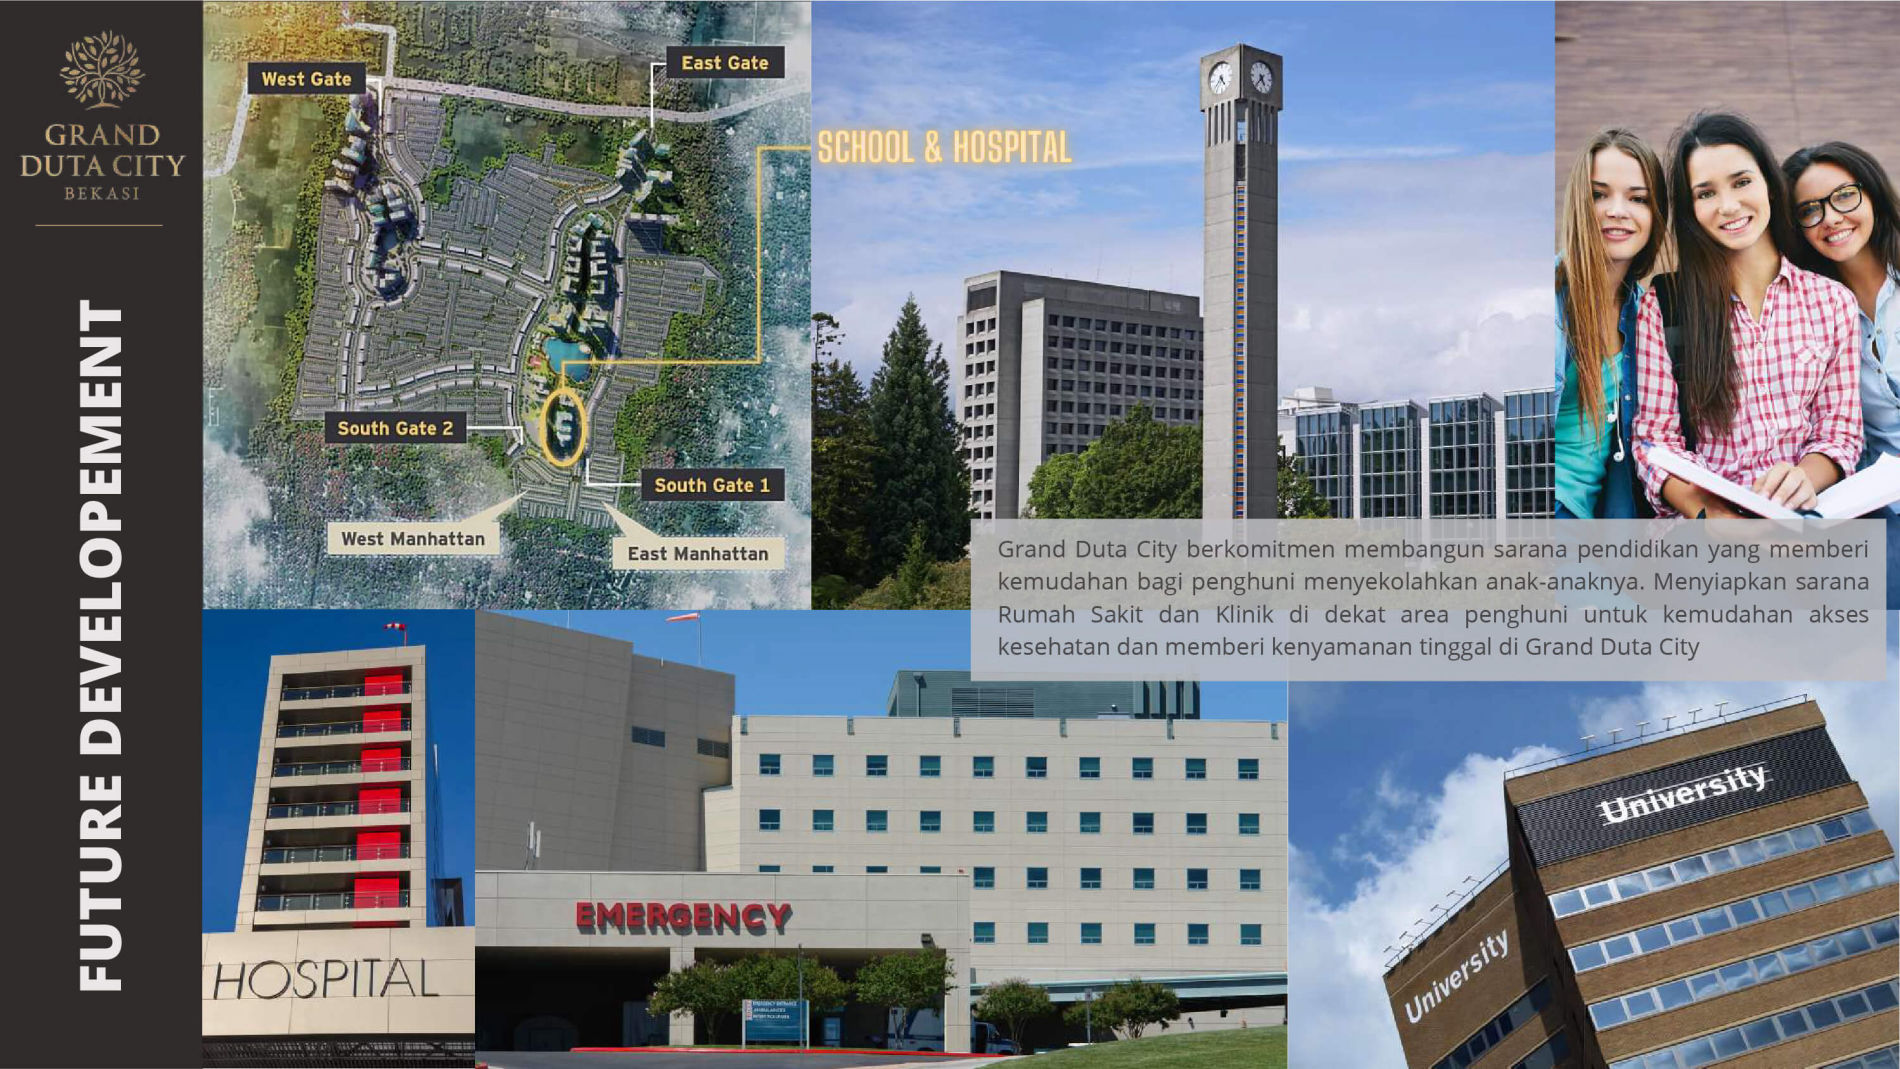 GRAND
DUTA CITY
BEKASI
FUTURE DEVELOPEMENT
West Gate
East Gate
South Gate 2
South Gate 1
West Manhattan
East Manhattan
SCHOOL & HOSPITAL
Grand Duta City berkomitmen membangun sarana pendidikan yang memberi
kemudahan bagi penghuni menyekolahkan anak-anaknya. Menyiapkan sarana
Rumah Sakit dan Klinik di dekat area penghuni untuk kemudahan akses
kesehatan dan memberi kenyamanan tinggal di Grand Duta City
HOSPITAL
EMERGENCY
EMERGENCY ENTRANCE
University
University